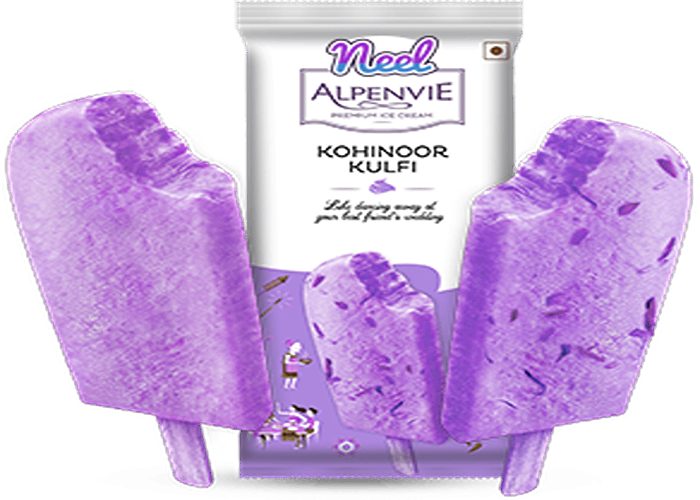 Neel
ALPENVIE
PREMIUM ICE CREAM
KOHINOOR
KULFI
Like dancing away at
your best friend's wedding